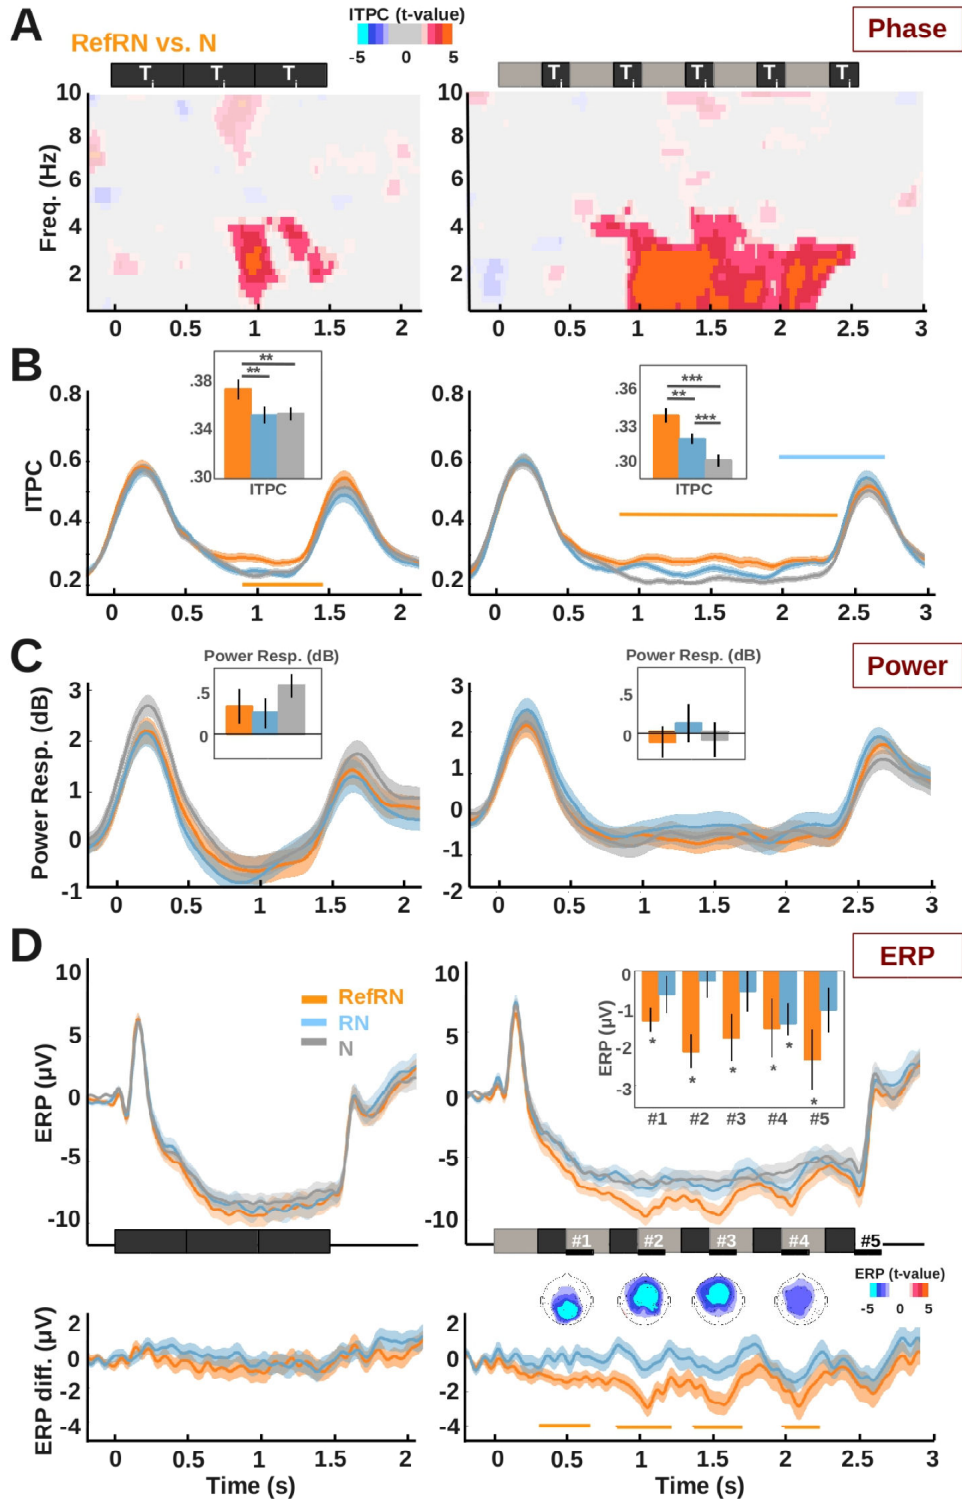 A
ITPC (t-value)
-5 0 5
Phase
RefRN vs. N
Ti Ti Ti
Ti Ti Ti Ti Ti
Freq. (Hz)
10
8
6
4
2
0 0.5 1 1.5 2
10
8
6
4
2
0 0.5 1 1.5 2 2.5 3
B
ITPC
0.8
0.6
0.4
0.2
.38
.34
.30
**
**
ITPC
0 0.5 1 1.5 2
0.8
0.6
0.4
0.2
.36
.33
.30
***
**
***
ITPC
0 0.5 1 1.5 2 2.5 3
C
Power
Power Resp. (dB)
3
2
1
0
-1
Power Resp. (dB)
.5
0
0 0.5 1 1.5 2
3
2
1
0
-1
-2
Power Resp. (dB)
.5
0
0 0.5 1 1.5 2 2.5 3
D
ERP
ERP (μV)
10
5
0
-5
-10
RefRN
RN
N
10
5
0
-5
-10
ERP (μV)
0
-1
-2
-3
* * * * * *
#1 #2 #3 #4 #5
#1 #2 #3 #4 #5
ERP (t-value)
-5 0 5
ERP diff. (μV)
2
0
-2
-4
0 0.5 1 1.5 2
Time (s)
2
0
-2
-4
0 0.5 1 1.5 2 2.5 3
Time (s)